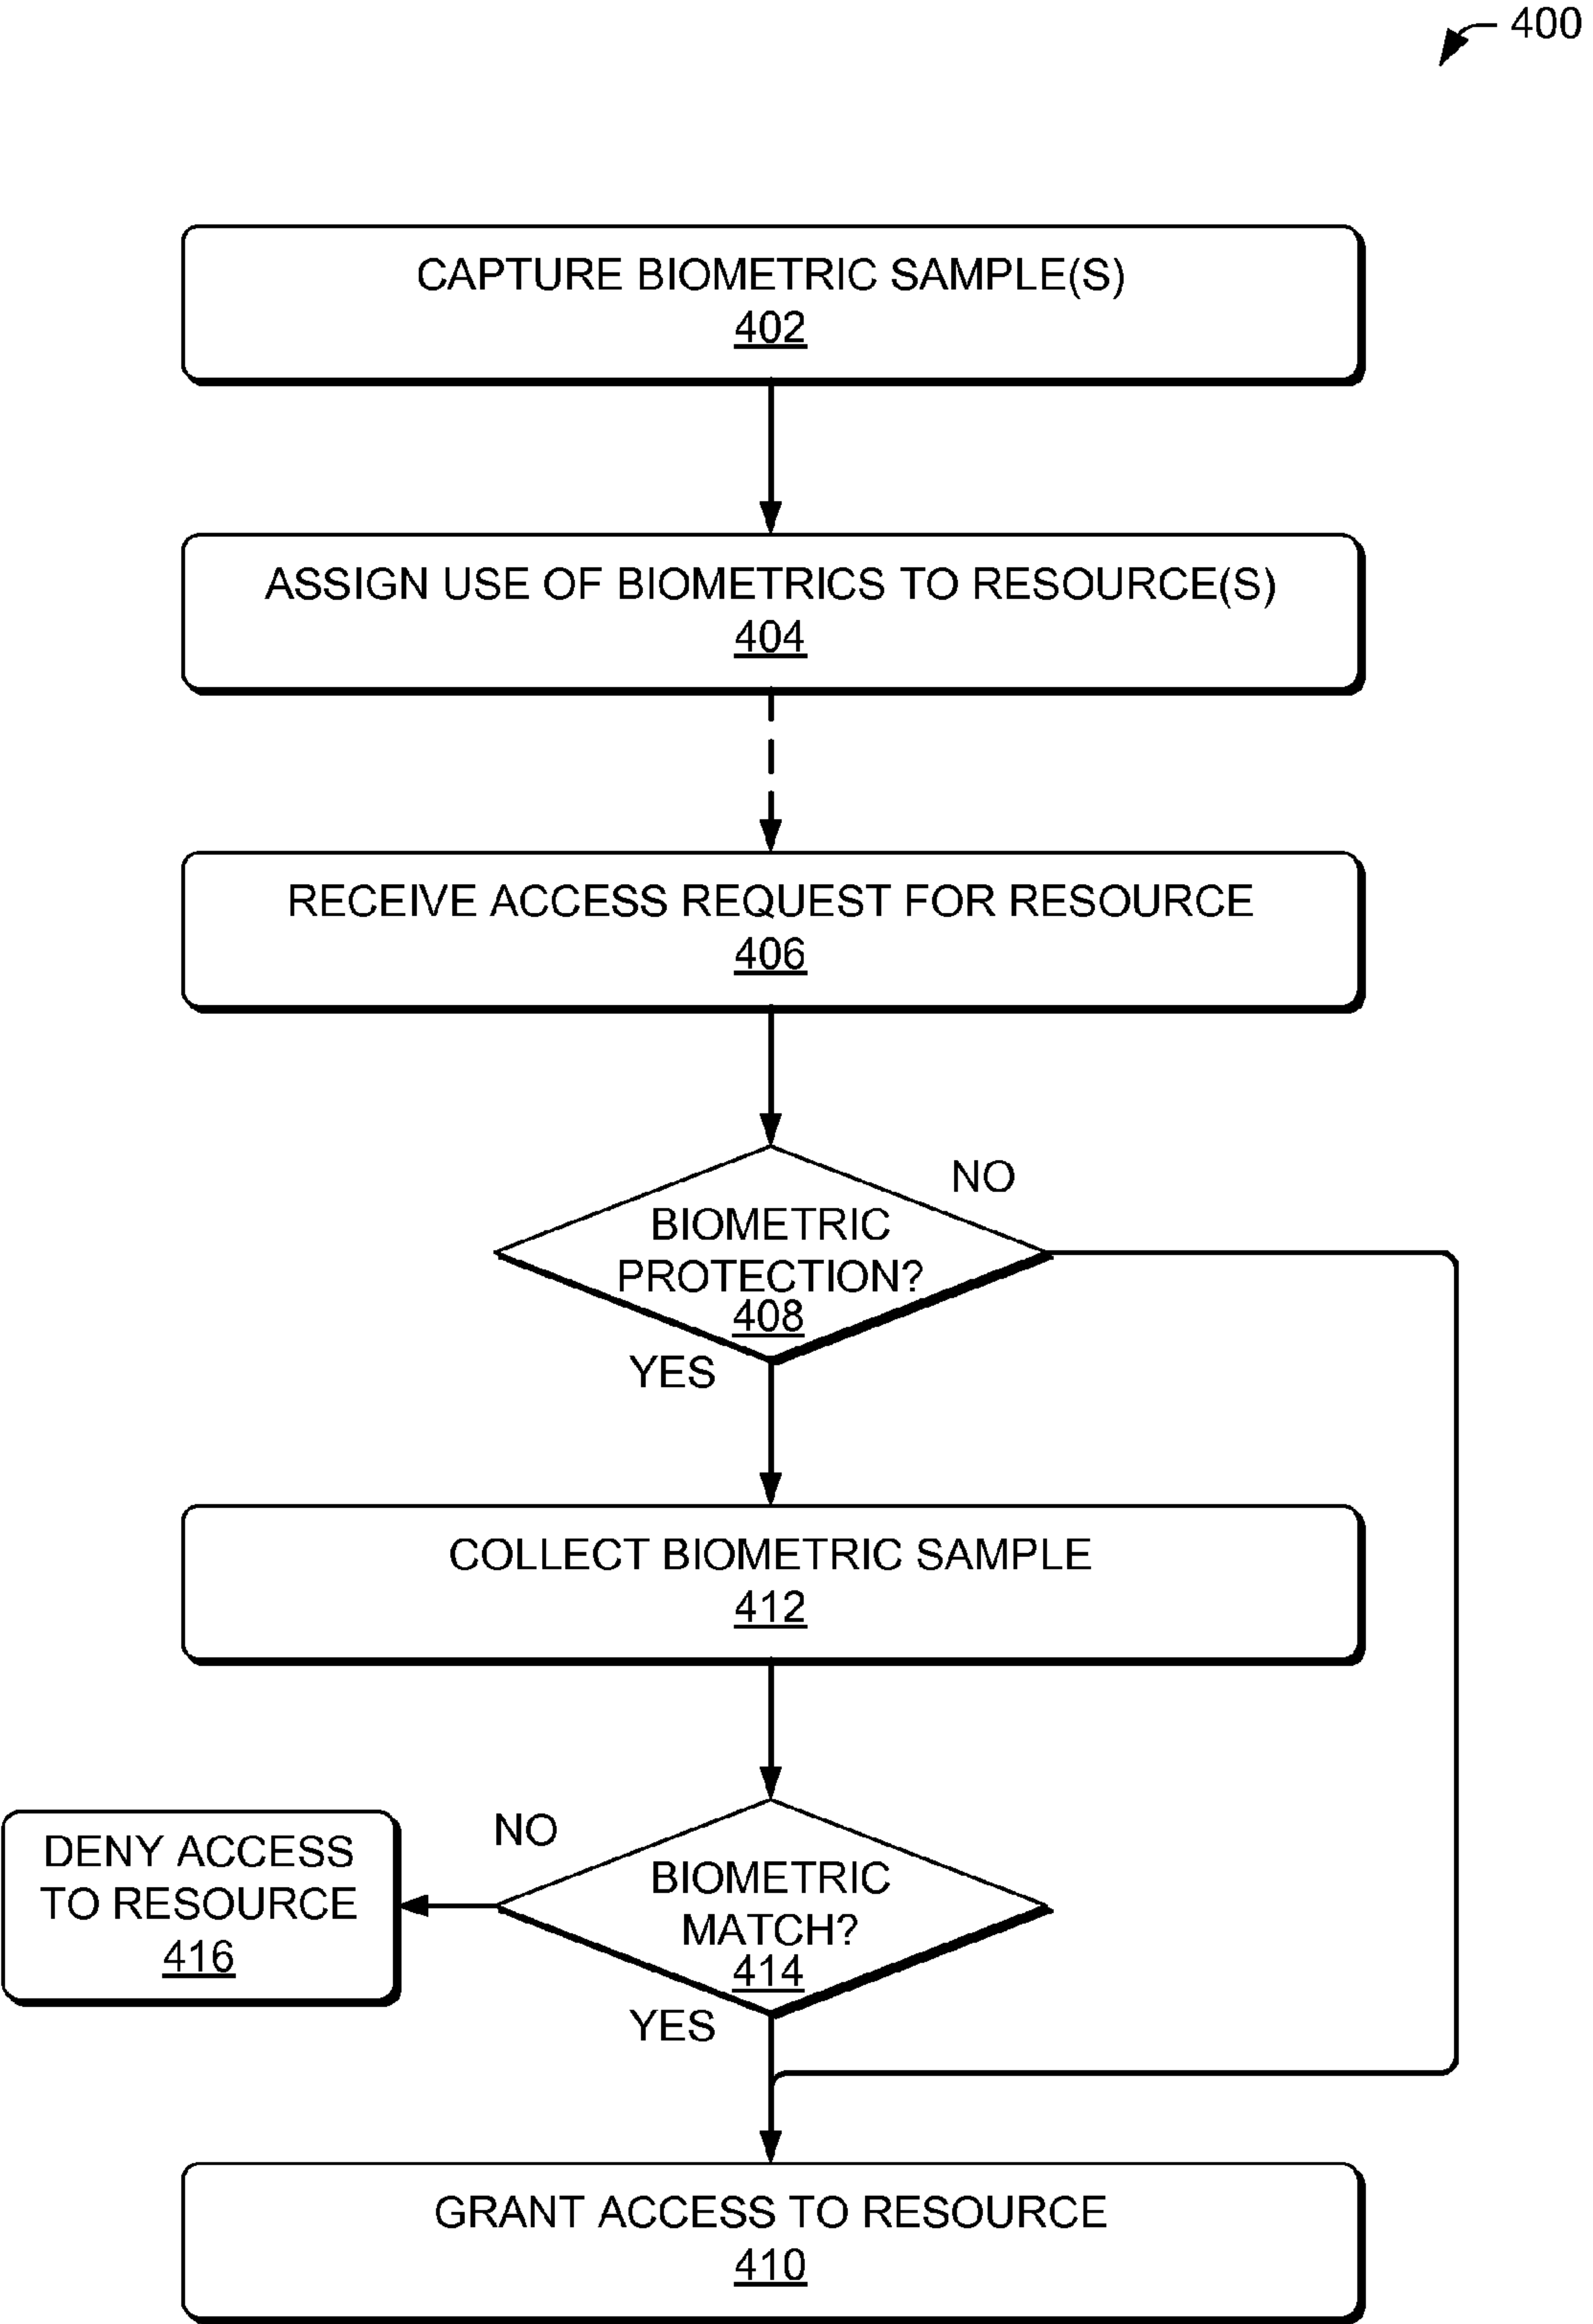 400
CAPTURE BIOMETRIC SAMPLE(S)
402
ASSIGN USE OF BIOMETRICS TO RESOURCE(S)
404
RECEIVE ACCESS REQUEST FOR RESOURCE
406
NO
BIOMETRIC
PROTECTION?
408
YES
COLLECT BIOMETRIC SAMPLE
412
NO
DENY ACCESS
TO RESOURCE
416
BIOMETRIC
MATCH?
414
YES
GRANT ACCESS TO RESOURCE
410